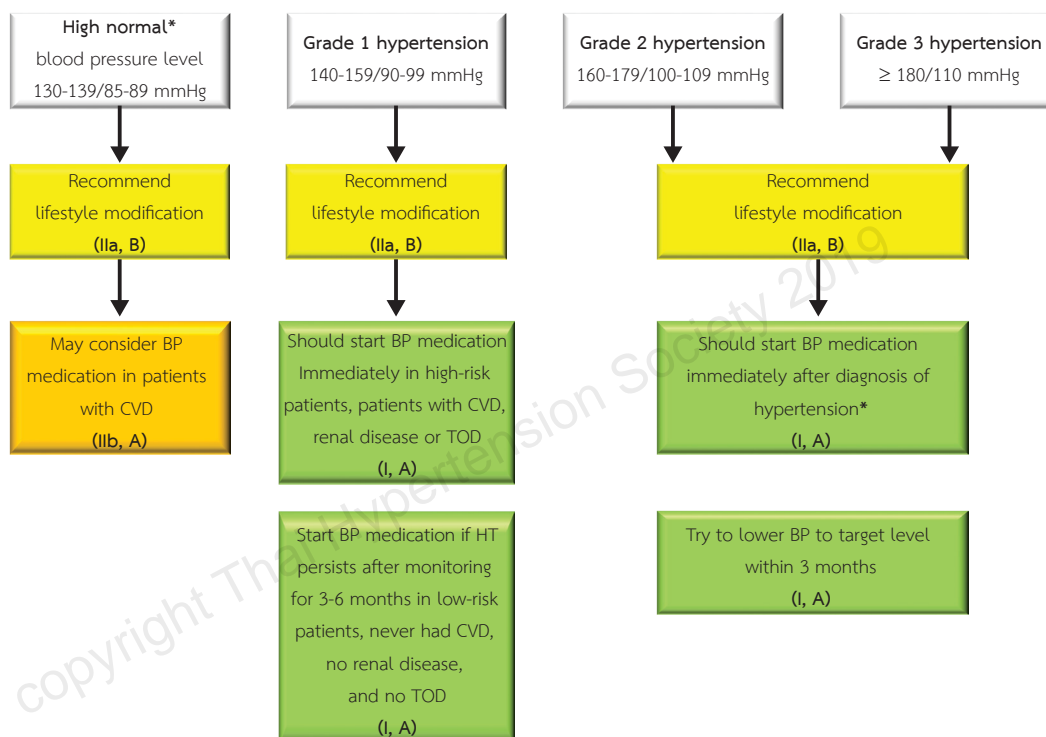 High normal*
blood pressure level
130-139/85-89 mmHg
Grade 1 hypertension
140-159/90-99 mmHg
Grade 2 hypertension
160-179/100-109 mmHg
Grade 3 hypertension
≥ 180/110 mmHg
Recommend
lifestyle modification
(IIa, B)
Recommend
lifestyle modification
(IIa, B)
Recommend
lifestyle modification
(IIa, B)
May consider BP
medication in patients
with CVD
(IIb, A)
Should start BP medication
Immediately in high-risk
patients, patients with CVD,
renal disease or TOD
(I, A)
Should start BP medication
immediately after diagnosis of
hypertension*
(I, A)
Start BP medication if HT
persists after monitoring
for 3-6 months in low-risk
patients, never had CVD,
no renal disease,
and no TOD
(I, A)
Try to lower BP to target level
within 3 months
(I, A)
copyright Thai Hypertension Society 2019